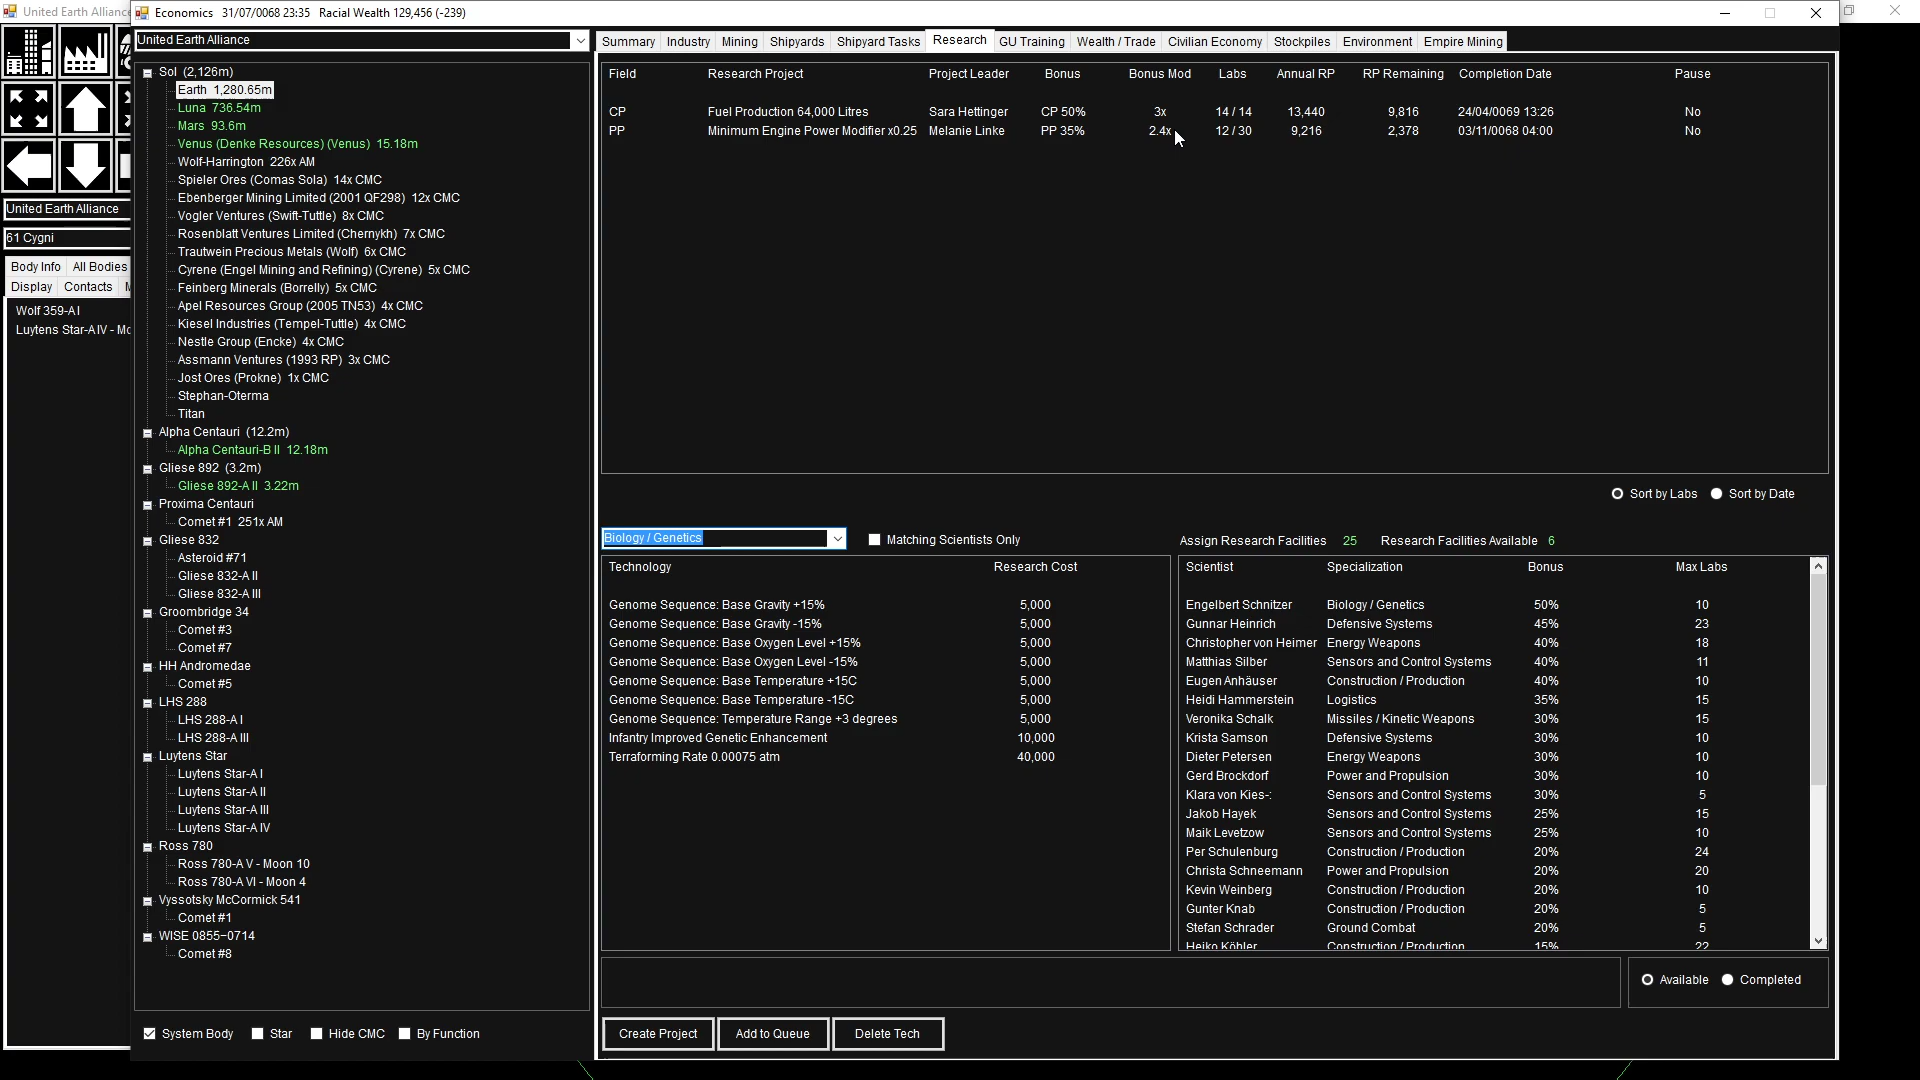 United Earth Alliance
Economics 31/07/0068 23:35 Racial Wealth 129,456 (-239)
United Earth Alliance
Summary Industry Mining Shipyards Shipyard Tasks Research GU Training Wealth / Trade Civilian Economy Stockpiles Environment Empire Mining
United Earth Alliance
61 Cygni
Body Info All Bodies
Display Contacts
Wolf 359-A I
Luytens Star-A IV - Mo
Sol (2,126m)
Earth 1,280.65m
Luna 736.54m
Mars 93.6m
Venus (Denke Resources) (Venus) 15.18m
Wolf-Harrington 226x AM
Spieler Ores (Comas Sola) 14x CMC
Ebenberger Mining Limited (2001 QF298) 12x CMC
Vogler Ventures (Swift-Tuttle) 8x CMC
Rosenblatt Ventures Limited (Chernykh) 7x CMC
Trautwein Precious Metals (Wolf) 6x CMC
Cyrene (Engel Mining and Refining) (Cyrene) 5x CMC
Feinberg Minerals (Borrelly) 5x CMC
Apel Resources Group (2005 TN53) 4x CMC
Kiesel Industries (Tempel-Tuttle) 4x CMC
Nestle Group (Encke) 4x CMC
Assmann Ventures (1993 RP) 3x CMC
Jost Ores (Prokne) 1x CMC
Stephan-Oterma
Titan
Alpha Centauri (12.2m)
Alpha Centauri-B II 12.18m
Gliese 892 (3.2m)
Gliese 892-A II 3.22m
Proxima Centauri
Comet #1 251x AM
Gliese 832
Asteroid #71
Gliese 832-A II
Gliese 832-A III
Groombridge 34
Comet #3
Comet #7
HH Andromedae
Comet #5
LHS 288
LHS 288-A I
LHS 288-A III
Luytens Star
Luytens Star-A I
Luytens Star-A II
Luytens Star-A III
Luytens Star-A IV
Ross 780
Ross 780-A V - Moon 10
Ross 780-A VI - Moon 4
Vyssotsky McCormick 541
Comet #1
WISE 0855-0714
Comet #8
System Body Star Hide CMC By Function
Field Research Project Project Leader Bonus Bonus Mod Labs Annual RP RP Remaining Completion Date Pause
CP Fuel Production 64,000 Litres Sara Hettinger CP 50% 3x 14 / 14 13,440 9,816 24/04/0069 13:26 No
PP Minimum Engine Power Modifier x0.25 Melanie Linke PP 35% 2.4x 12 / 30 9,216 2,378 03/11/0068 04:00 No
Sort by Labs Sort by Date
Biology / Genetics Matching Scientists Only Assign Research Facilities 25 Research Facilities Available 6
Technology Research Cost
Genome Sequence: Base Gravity +15% 5,000
Genome Sequence: Base Gravity -15% 5,000
Genome Sequence: Base Oxygen Level +15% 5,000
Genome Sequence: Base Oxygen Level -15% 5,000
Genome Sequence: Base Temperature +15C 5,000
Genome Sequence: Base Temperature -15C 5,000
Genome Sequence: Temperature Range +3 degrees 5,000
Infantry Improved Genetic Enhancement 10,000
Terraforming Rate 0.00075 atm 40,000
Scientist Specialization Bonus Max Labs
Engelbert Schnitzer Biology / Genetics 50% 10
Gunnar Heinrich Defensive Systems 45% 23
Christopher von Heimer Energy Weapons 40% 18
Matthias Silber Sensors and Control Systems 40% 11
Eugen Anhäuser Construction / Production 40% 10
Heidi Hammerstein Logistics 35% 15
Veronika Schalk Missiles / Kinetic Weapons 30% 15
Krista Samson Defensive Systems 30% 10
Dieter Petersen Energy Weapons 30% 10
Gerd Brockdorf Power and Propulsion 30% 10
Klara von Kies-: Sensors and Control Systems 30% 5
Jakob Hayek Sensors and Control Systems 25% 15
Maik Levetzow Sensors and Control Systems 25% 10
Per Schulenburg Construction / Production 20% 24
Christa Schneemann Power and Propulsion 20% 20
Kevin Weinberg Construction / Production 20% 10
Gunter Knab Construction / Production 20% 5
Stefan Schrader Ground Combat 20% 5
Heiko Köhler Construction / Production 15% 22
Available Completed
Create Project Add to Queue Delete Tech